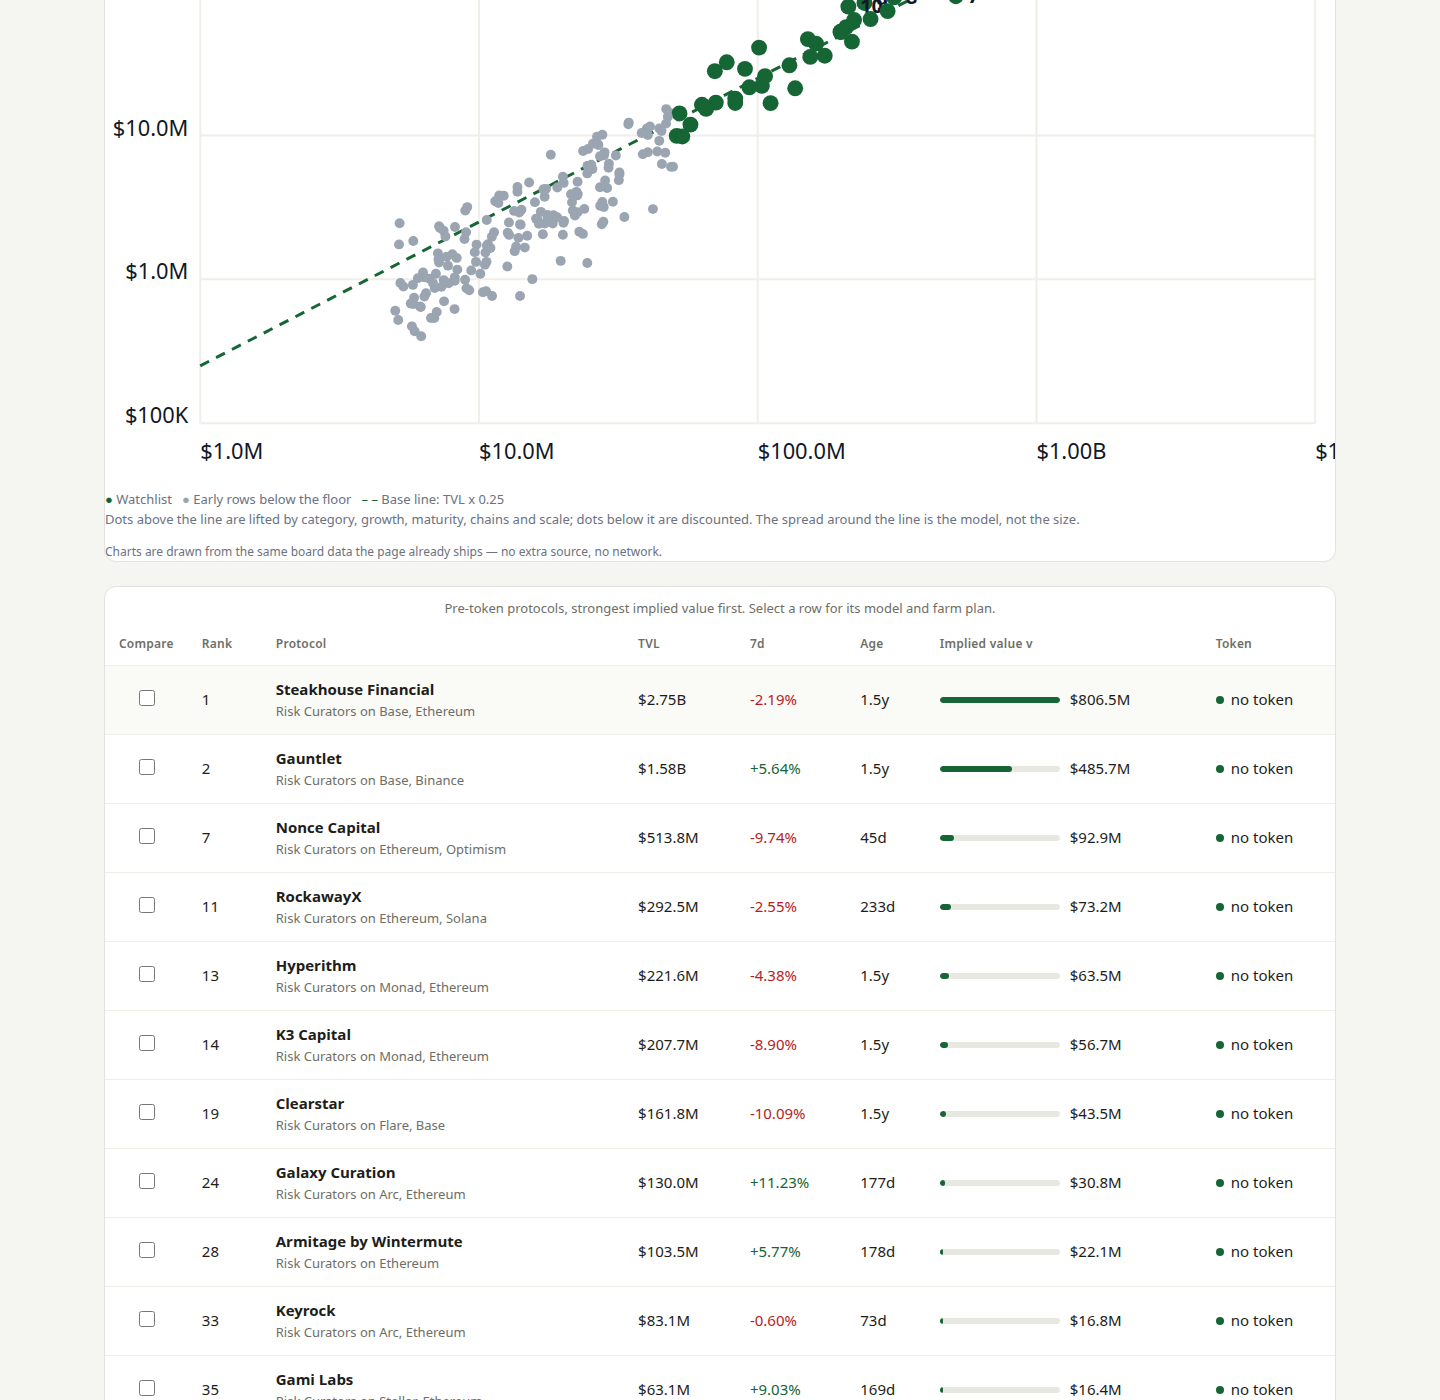 $10.0M
$1.0M
$100K
$1.0M $10.0M $100.0M $1.00B $1
● Watchlist ● Early rows below the floor – – Base line: TVL x 0.25
Dots above the line are lifted by category, growth, maturity, chains and scale; dots below it are discounted. The spread around the line is the model, not the size.
Charts are drawn from the same board data the page already ships — no extra source, no network.
Pre-token protocols, strongest implied value first. Select a row for its model and farm plan.
Compare Rank Protocol TVL 7d Age Implied value v Token
1 Steakhouse Financial $2.75B -2.19% 1.5y $806.5M no token
Risk Curators on Base, Ethereum
2 Gauntlet $1.58B +5.64% 1.5y $485.7M no token
Risk Curators on Base, Binance
7 Nonce Capital $513.8M -9.74% 45d $92.9M no token
Risk Curators on Ethereum, Optimism
11 RockawayX $292.5M -2.55% 233d $73.2M no token
Risk Curators on Ethereum, Solana
13 Hyperithm $221.6M -4.38% 1.5y $63.5M no token
Risk Curators on Monad, Ethereum
14 K3 Capital $207.7M -8.90% 1.5y $56.7M no token
Risk Curators on Monad, Ethereum
19 Clearstar $161.8M -10.09% 1.5y $43.5M no token
Risk Curators on Flare, Base
24 Galaxy Curation $130.0M +11.23% 177d $30.8M no token
Risk Curators on Arc, Ethereum
28 Armitage by Wintermute $103.5M +5.77% 178d $22.1M no token
Risk Curators on Ethereum
33 Keyrock $83.1M -0.60% 73d $16.8M no token
Risk Curators on Arc, Ethereum
35 Gami Labs $63.1M +9.03% 169d $16.4M no token